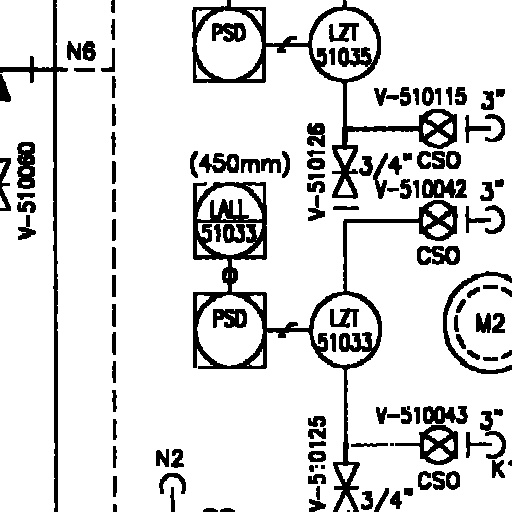 N6
PSD
LZT
51035
V-510115
3"
V-510126
3/4"
CSO
(450mm)
V-510042
3"
V-510060
LALL
51033
CSO
PSD
LZT
51033
M2
V-510043
3"
V-510125
N2
CSO
3/4"